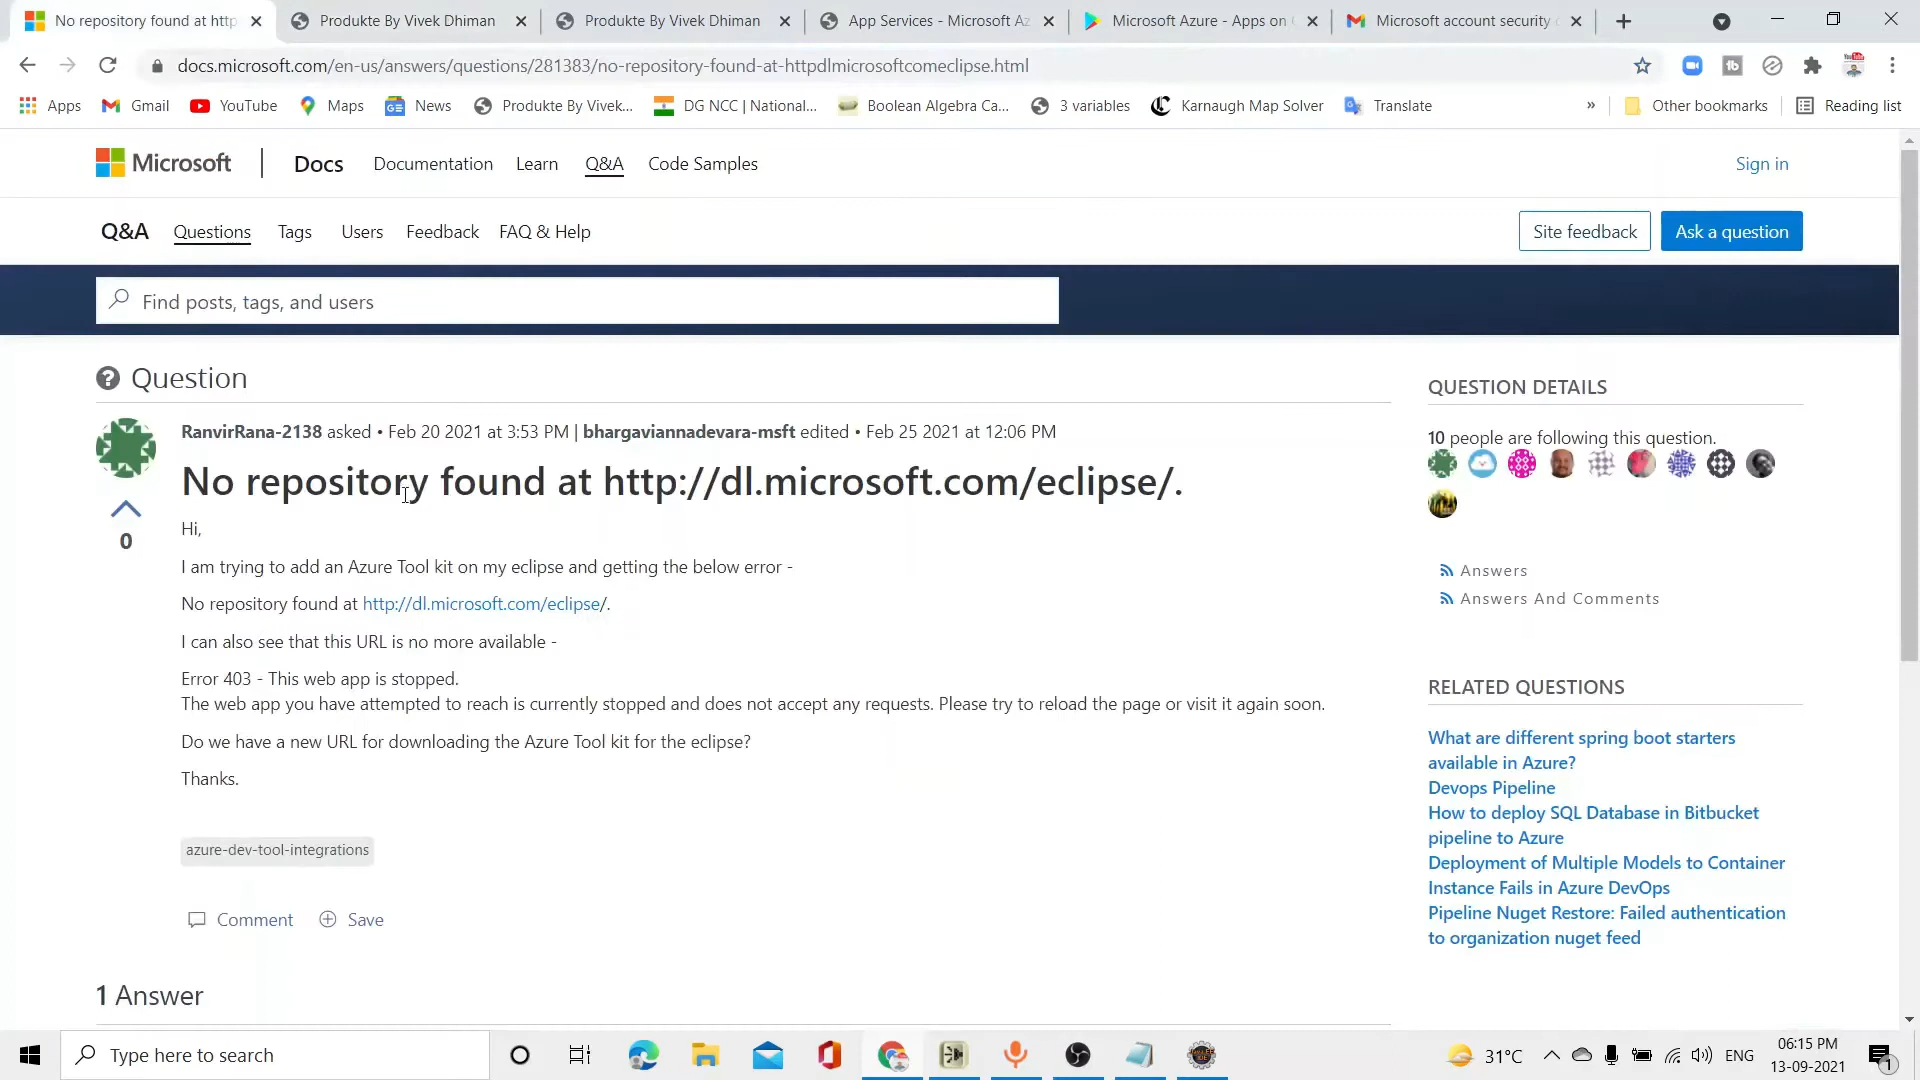 No repository found at http
Produkte By Vivek Dhiman
Produkte By Vivek Dhiman
App Services - Microsoft Az
Microsoft Azure - Apps on
Microsoft account security
docs.microsoft.com/en-us/answers/questions/281383/no-repository-found-at-httpdlmicrosoftcomeclipse.html
Apps
Gmail
YouTube
Maps
News
Produkte By Vivek...
DG NCC | National...
Boolean Algebra Ca...
3 variables
Karnaugh Map Solver
Translate
»
Other bookmarks
Reading list
Microsoft
Docs
Documentation
Learn
Q&A
Code Samples
Sign in
Q&A
Questions
Tags
Users
Feedback
FAQ & Help
Site feedback
Ask a question
Find posts, tags, and users
Question
RanvirRana-2138 asked • Feb 20 2021 at 3:53 PM | bhargaviannadevara-msft edited • Feb 25 2021 at 12:06 PM
No repository found at http://dl.microsoft.com/eclipse/.
0
Hi,
I am trying to add an Azure Tool kit on my eclipse and getting the below error -
No repository found at http://dl.microsoft.com/eclipse/.
I can also see that this URL is no more available -
Error 403 - This web app is stopped.
The web app you have attempted to reach is currently stopped and does not accept any requests. Please try to reload the page or visit it again soon.
Do we have a new URL for downloading the Azure Tool kit for the eclipse?
Thanks.
azure-dev-tool-integrations
Comment
Save
1 Answer
QUESTION DETAILS
10 people are following this question.
Answers
Answers And Comments
RELATED QUESTIONS
What are different spring boot starters
available in Azure?
Devops Pipeline
How to deploy SQL Database in Bitbucket
pipeline to Azure
Deployment of Multiple Models to Container
Instance Fails in Azure DevOps
Pipeline Nuget Restore: Failed authentication
to organization nuget feed
Type here to search
31°C
ENG
06:15 PM
13-09-2021
1